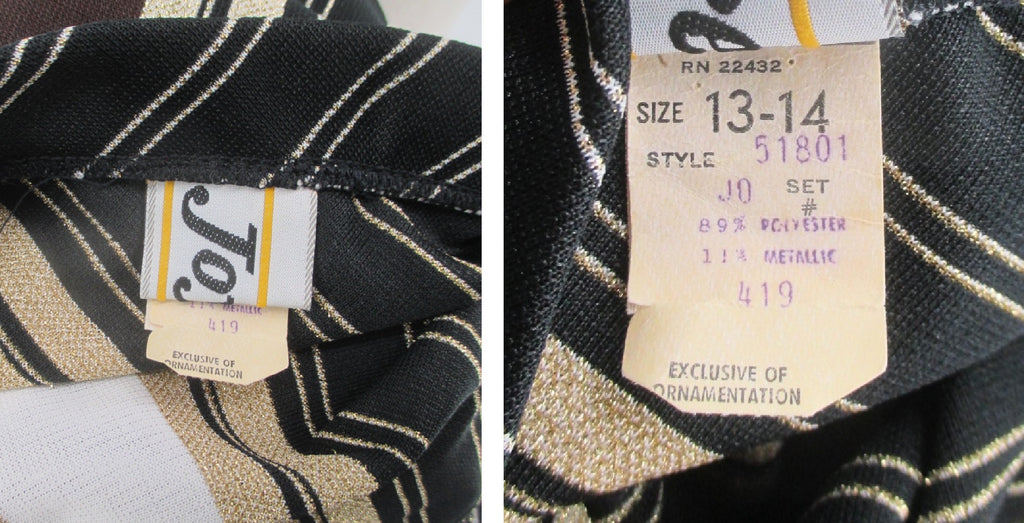 Jo
11% METALLIC
419
EXCLUSIVE OF
ORNAMENTATION
RN 22432
SIZE 13-14
STYLE 51801
JO SET
#
89% POLYESTER
11% METALLIC
419
EXCLUSIVE OF
ORNAMENTATION